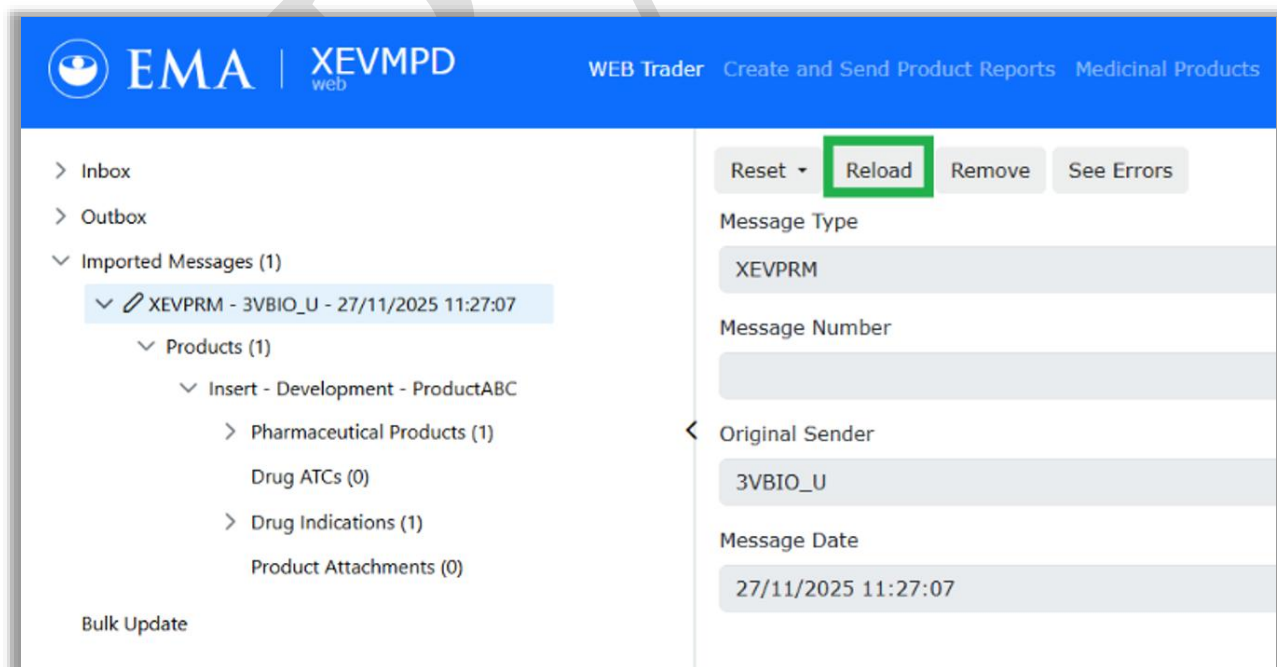 EMA | XEVMPD
web
WEB Trader Create and Send Product Reports Medicinal Products
Inbox
Outbox
Imported Messages (1)
XEVPRM - 3VBIO_U - 27/11/2025 11:27:07
Products (1)
Insert - Development - ProductABC
Pharmaceutical Products (1)
Drug ATCs (0)
Drug Indications (1)
Product Attachments (0)
Bulk Update
Reset Reload Remove See Errors
Message Type
XEVPRM
Message Number
Original Sender
3VBIO_U
Message Date
27/11/2025 11:27:07